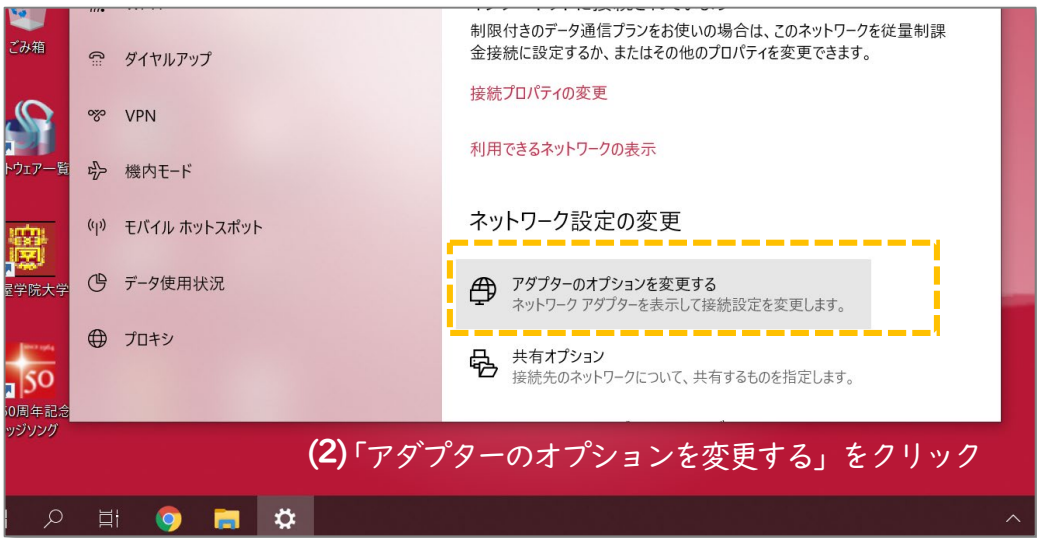 ごみ箱
トウェア一覧
屋学院大学
since 1964
50
50周年記念
ッジソング
ダイヤルアップ
VPN
機内モード
モバイル ホットスポット
データ使用状況
プロキシ
制限付きのデータ通信プランをお使いの場合は、このネットワークを従量制課
金接続に設定するか、またはその他のプロパティを変更できます。
接続プロパティの変更
利用できるネットワークの表示
ネットワーク設定の変更
アダプターのオプションを変更する
ネットワーク アダプターを表示して接続設定を変更します。
共有オプション
接続先のネットワークについて、共有するものを指定します。
(2)「アダプターのオプションを変更する」をクリック